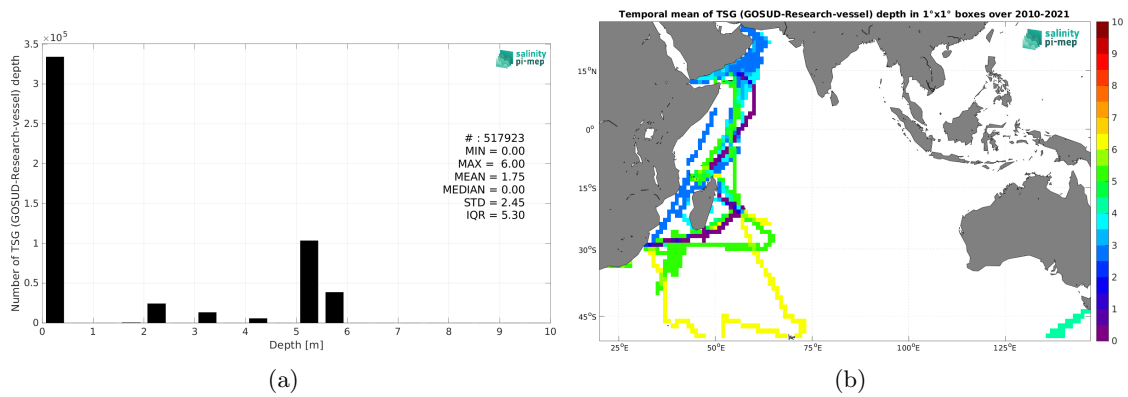 ×10⁵
3.5
3
2.5
2
1.5
1
0.5
0
Number of TSG (GOSUD-Research-vessel) depth
salinity
pi-mep
# : 517923
MIN = 0.00
MAX = 6.00
MEAN = 1.75
MEDIAN = 0.00
STD = 2.45
IQR = 5.30
0 1 2 3 4 5 6 7 8 9 10
Depth [m]
(a)
Temporal mean of TSG (GOSUD-Research-vessel) depth in 1°x1° boxes over 2010-2021
salinity
pi-mep
15°N
0°
15°S
30°S
45°S
25°E 50°E 75°E 100°E 125°E
10
9
8
7
6
5
4
3
2
1
0
(b)